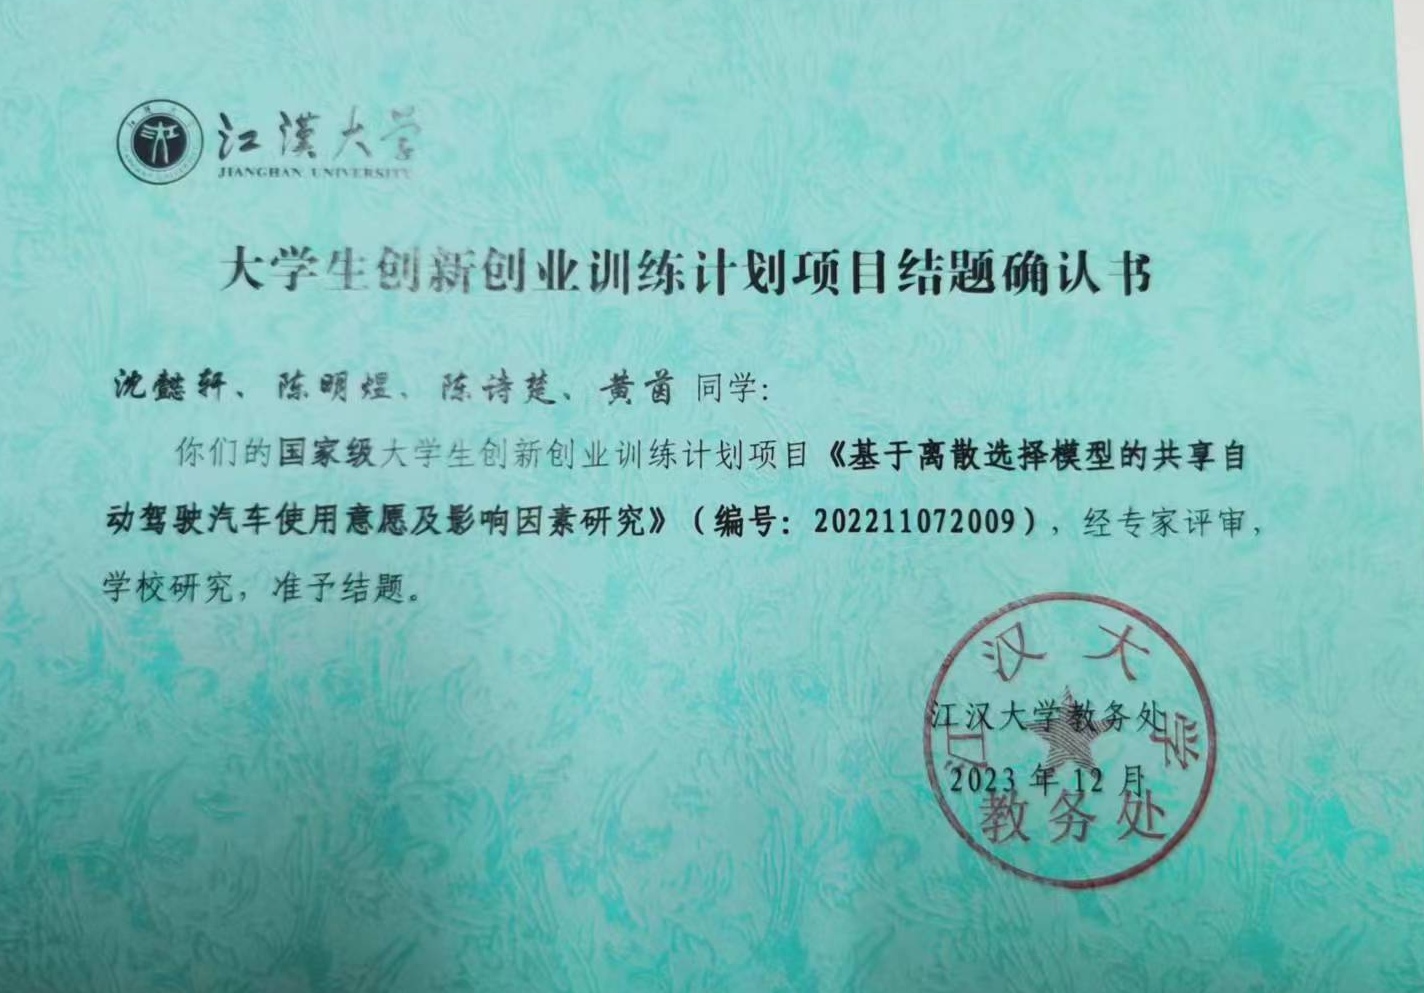 江漢大学
JIANGHAN UNIVERSITY
大学生创新创业训练计划项目结题确认书
沈懿轩、陈明煜、陈诗楚、黄茵 同学：
你们的国家级大学生创新创业训练计划项目《基于离散选择模型的共享自
动驾驶汽车使用意愿及影响因素研究》（编号：202211072009），经专家评审，
学校研究，准予结题。
江汉大学
江汉大学教务处
2023 年 12 月
教务处